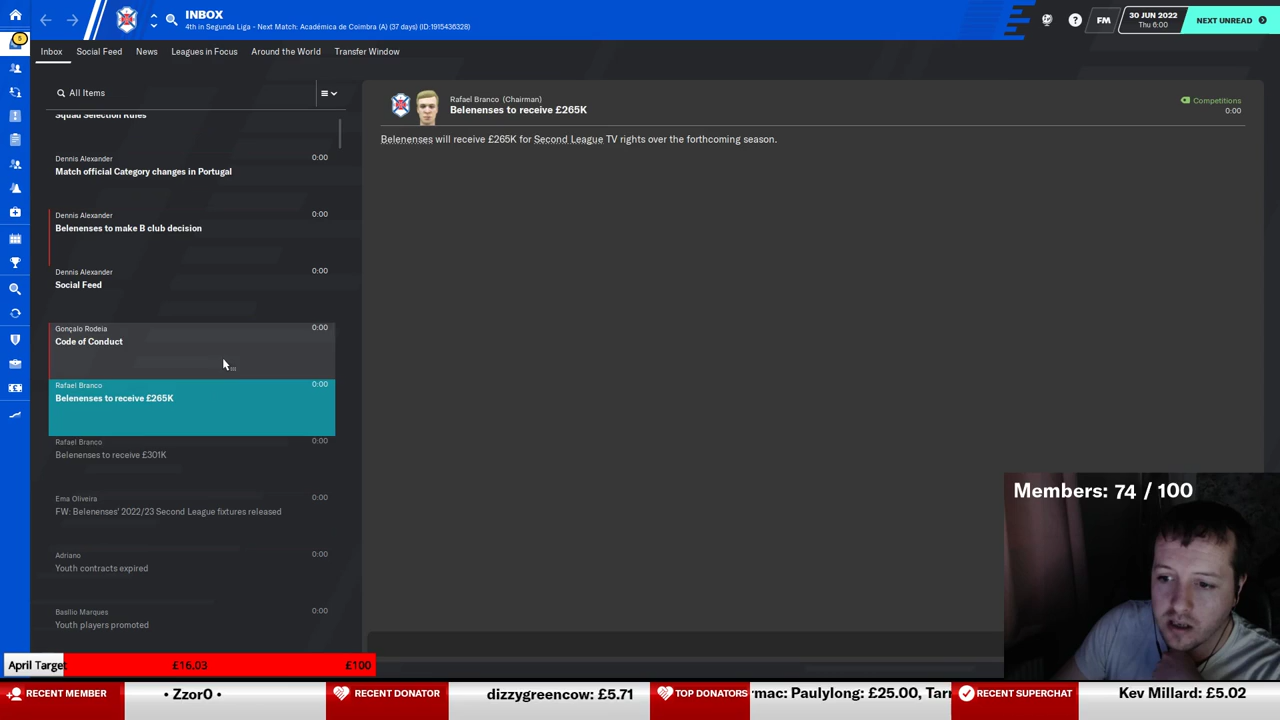 INBOX
4th in Segunda Liga - Next Match: Académica de Coimbra (A) (37 days) (ID:1915436328)
FM
30 JUN 2022
Thu 6:00
NEXT UNREAD
5
Inbox
Social Feed
News
Leagues in Focus
Around the World
Transfer Window
All Items
Squad Selection Rules
Dennis Alexander
0:00
Match official Category changes in Portugal
Dennis Alexander
0:00
Belenenses to make B club decision
Dennis Alexander
0:00
Social Feed
Gonçalo Rodeia
0:00
Code of Conduct
Rafael Branco
0:00
Belenenses to receive £265K
Rafael Branco
0:00
Belenenses to receive £301K
Ema Oliveira
0:00
FW: Belenenses' 2022/23 Second League fixtures released
Adriano
0:00
Youth contracts expired
Basílio Marques
0:00
Youth players promoted
Rafael Branco (Chairman)
Belenenses to receive £265K
Competitions
0:00
Belenenses will receive £265K for Second League TV rights over the forthcoming season.
Members: 74 / 100
April Target
£16.03
£100
RECENT MEMBER
• Zzor0 •
RECENT DONATOR
dizzygreencow: £5.71
TOP DONATORS
mac: Paulylong: £25.00, Tarr
RECENT SUPERCHAT
Kev Millard: £5.02